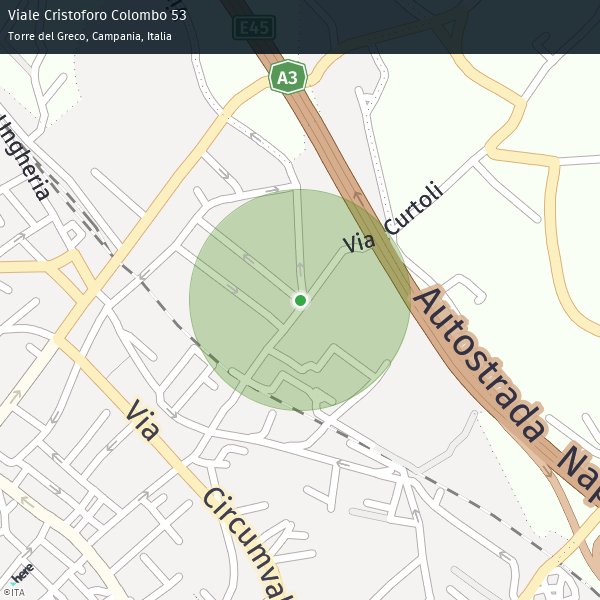 Viale Cristoforo Colombo 53
Torre del Greco, Campania, Italia
E45
A3
Ungheria
Via Curtoli
Autostrada Nap
Via
Circumval
here
©ITA